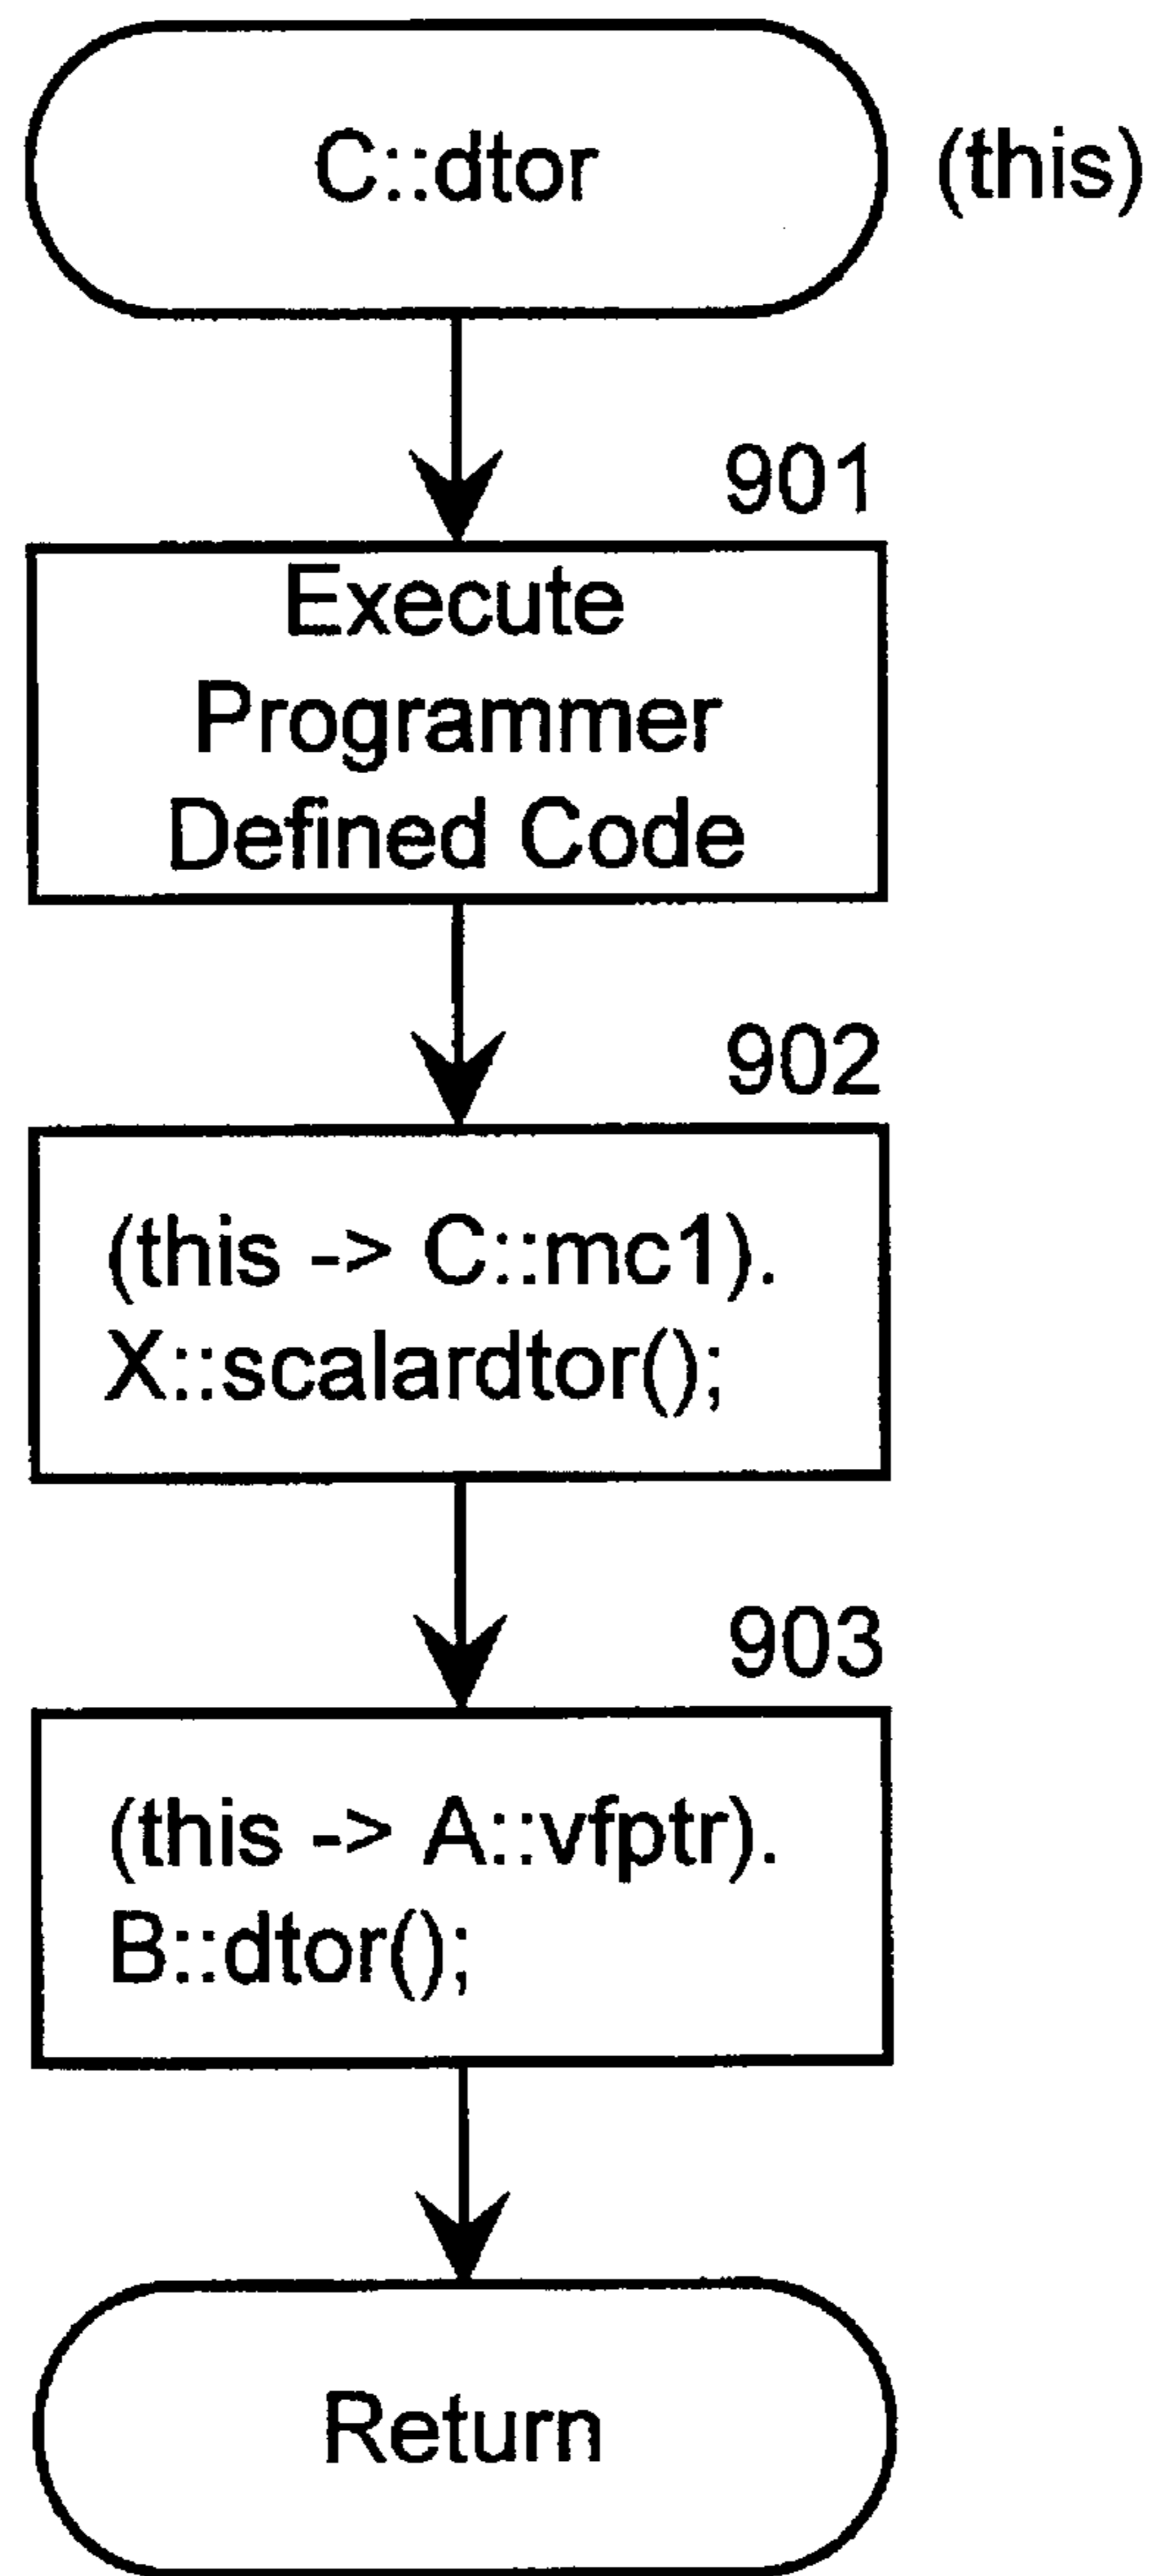 C::dtor (this)
901
Execute
Programmer
Defined Code
902
(this -> C::mc1).
X::scalardtor();
903
(this -> A::vfptr).
B::dtor();
Return